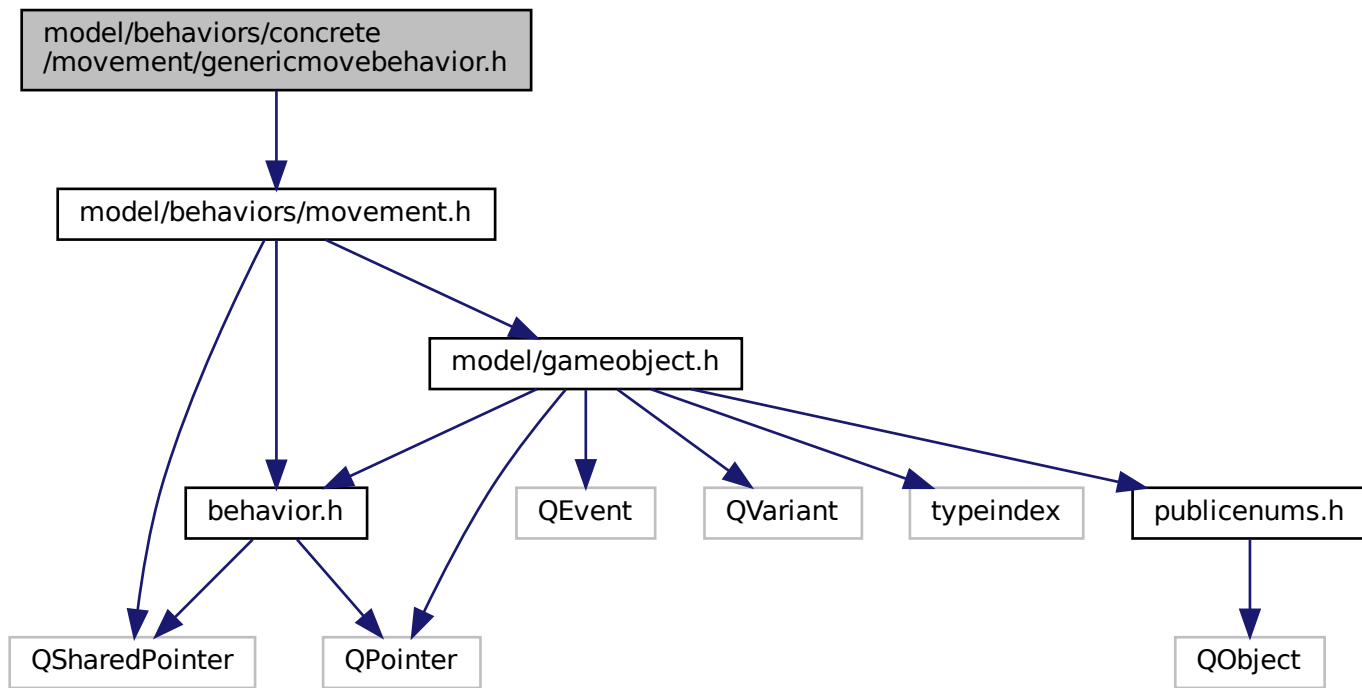 model/behaviors/concrete
/movement/genericmovebehavior.h
model/behaviors/movement.h
model/gameobject.h
behavior.h
QEvent
QVariant
typeindex
publicenums.h
QSharedPointer
QPointer
QObject